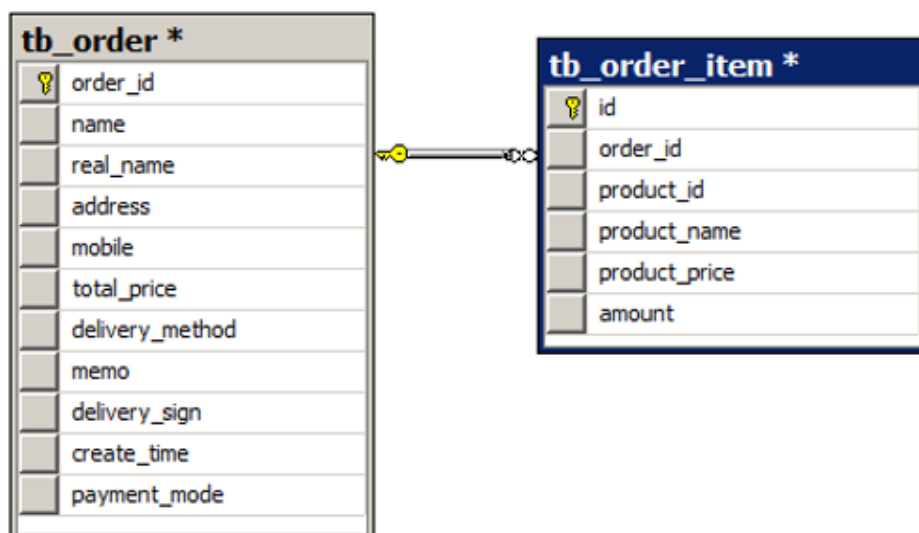 tb_order *
order_id
name
real_name
address
mobile
total_price
delivery_method
memo
delivery_sign
create_time
payment_mode
tb_order_item *
id
order_id
product_id
product_name
product_price
amount